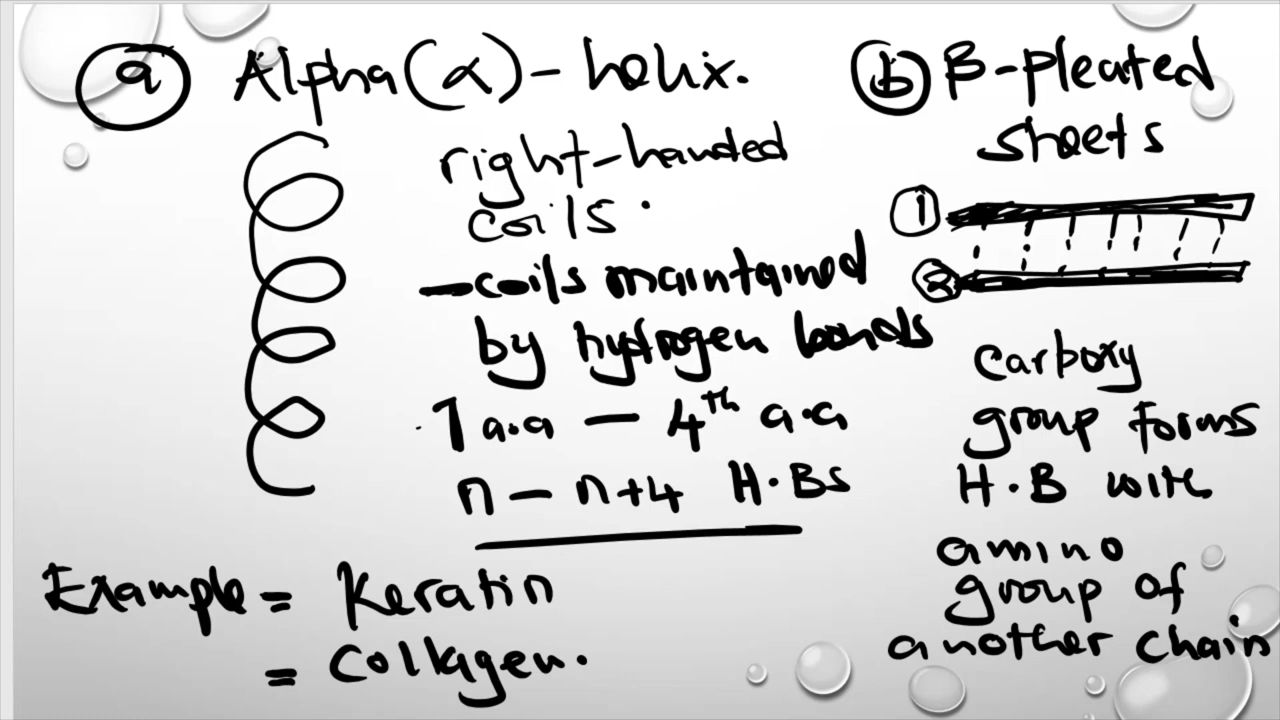 a Alpha (α) - helix.
right-handed
coils.
- coils maintained
by hydrogen bonds
1 a.a - 4th a.a
n - n+4 H.Bs
Example = Keratin
= Collagen.
b B-pleated
sheets
1
2
carboxy
group forms
H.B with
amino
group of
another chain